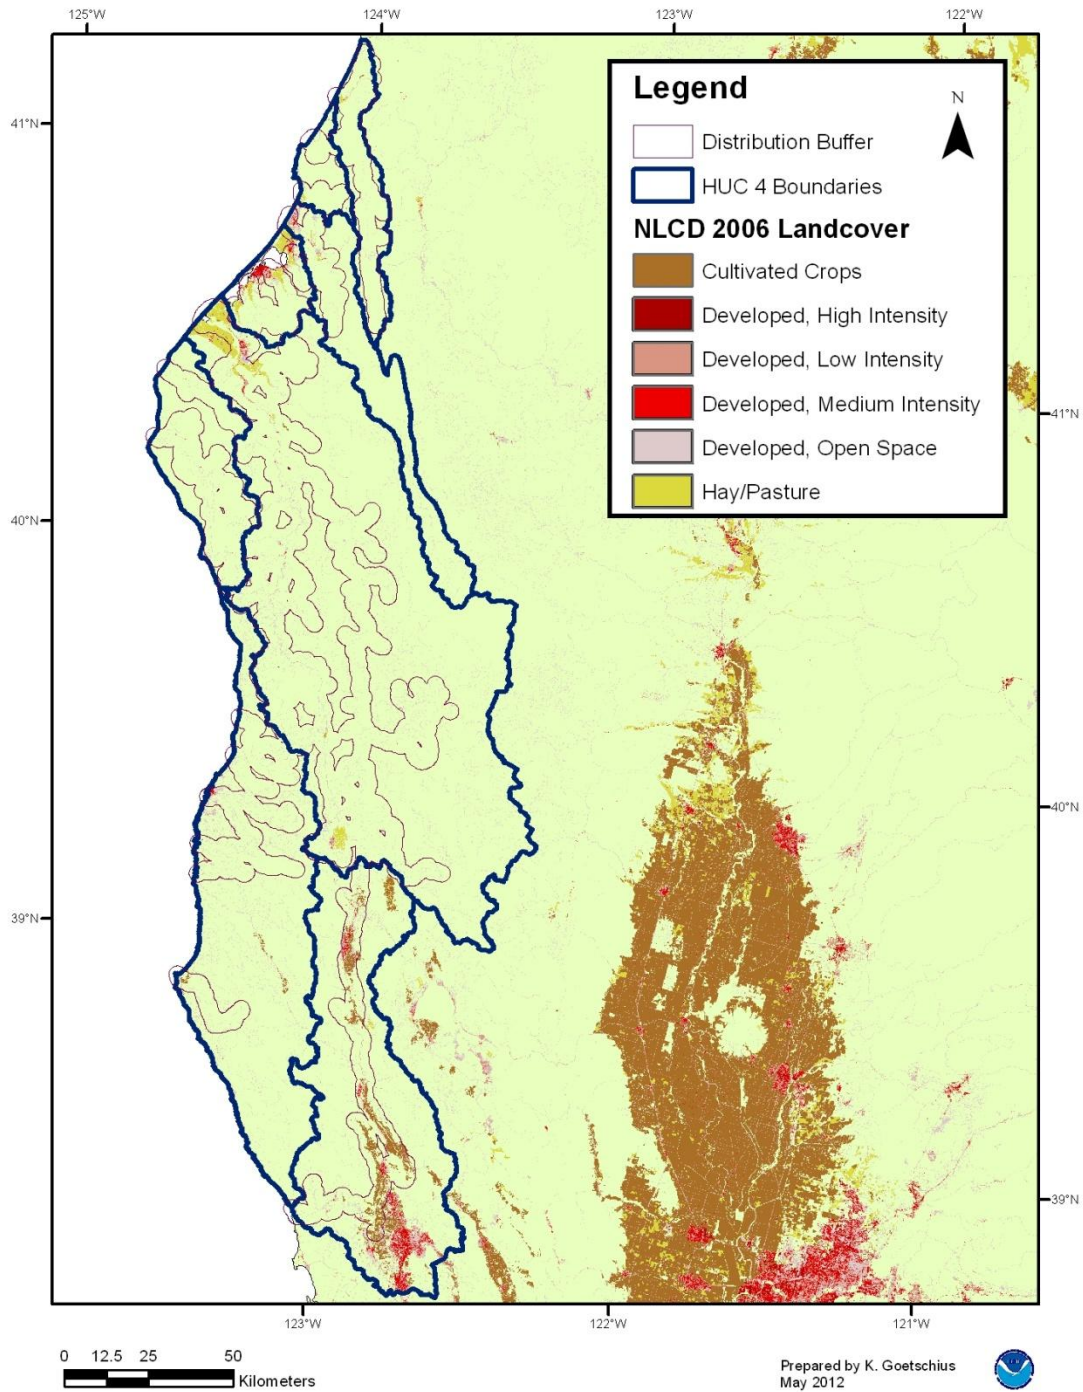 125°W 124°W 123°W 122°W
41°N
40°N
39°N
Legend
N
Distribution Buffer
HUC 4 Boundaries
NLCD 2006 Landcover
Cultivated Crops
Developed, High Intensity
Developed, Low Intensity
Developed, Medium Intensity
Developed, Open Space
Hay/Pasture
41°N
40°N
39°N
123°W 122°W 121°W
0 12.5 25 50
Kilometers
Prepared by K. Goetschius
May 2012